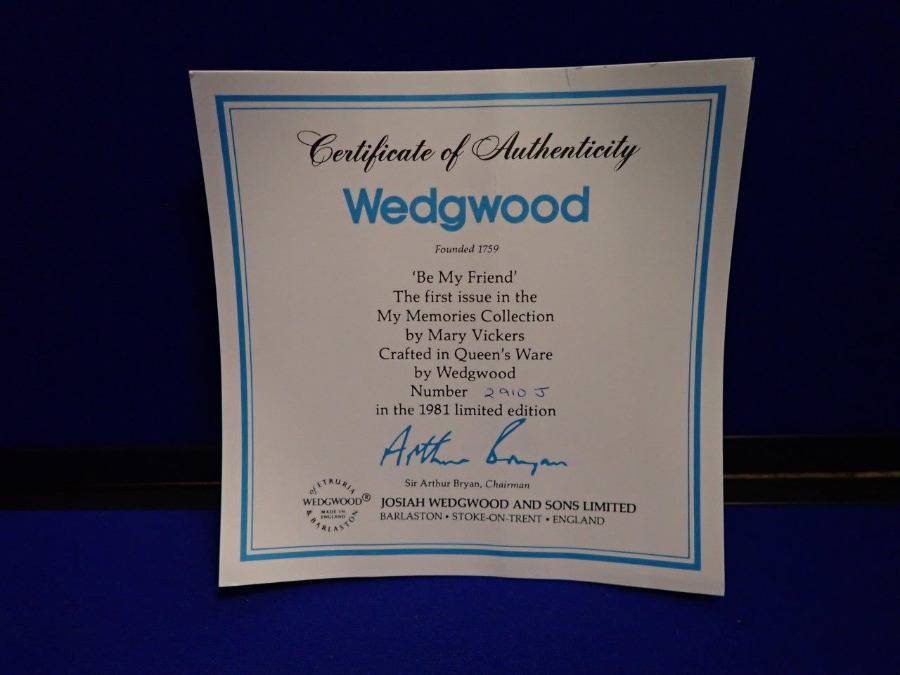 Certificate of Authenticity
Wedgwood
Founded 1759
'Be My Friend'
The first issue in the
My Memories Collection
by Mary Vickers
Crafted in Queen's Ware
by Wedgwood
Number 2910 J
in the 1981 limited edition
Arthur Bryan
Sir Arthur Bryan, Chairman
OF ETRURIA
WEDGWOOD®
MADE IN
ENGLAND
& BARLASTON
JOSIAH WEDGWOOD AND SONS LIMITED
BARLASTON • STOKE-ON-TRENT • ENGLAND